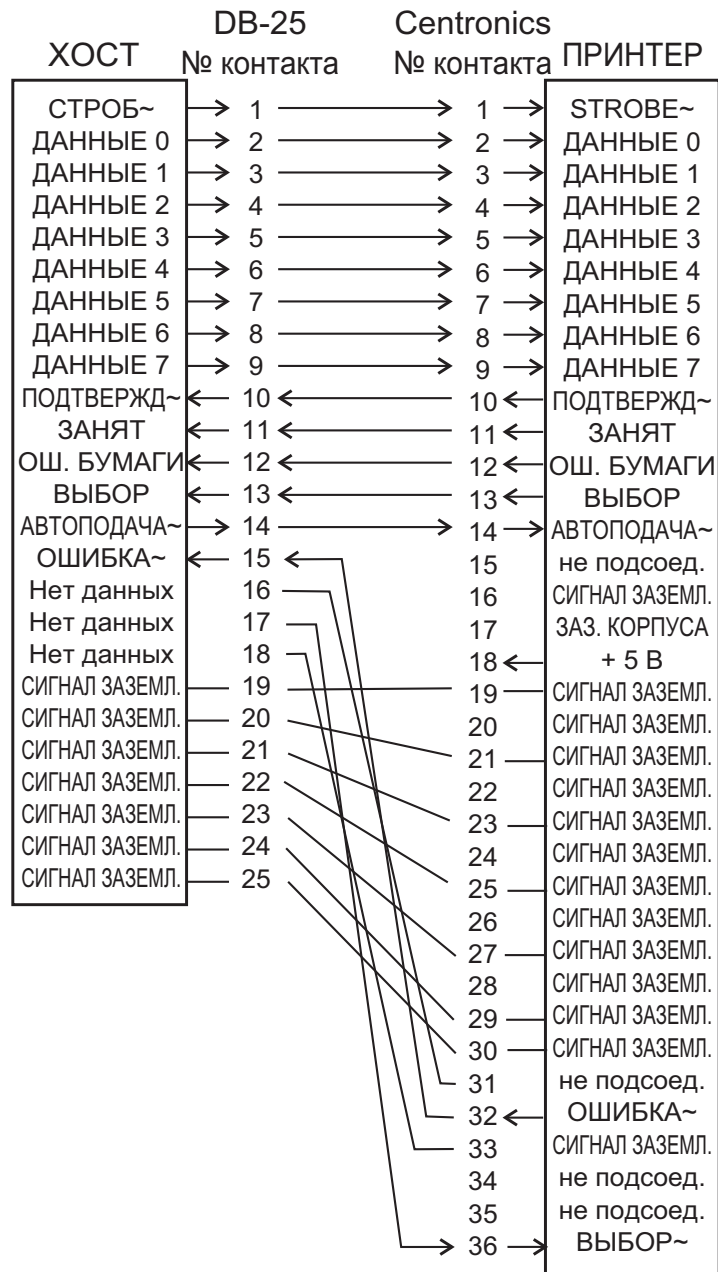 DB-25 Centronics
ХОСТ № контакта № контакта ПРИНТЕР
СТРОБ~ 1 1 STROBE~
ДАННЫЕ 0 2 2 ДАННЫЕ 0
ДАННЫЕ 1 3 3 ДАННЫЕ 1
ДАННЫЕ 2 4 4 ДАННЫЕ 2
ДАННЫЕ 3 5 5 ДАННЫЕ 3
ДАННЫЕ 4 6 6 ДАННЫЕ 4
ДАННЫЕ 5 7 7 ДАННЫЕ 5
ДАННЫЕ 6 8 8 ДАННЫЕ 6
ДАННЫЕ 7 9 9 ДАННЫЕ 7
ПОДТВЕРЖД~ 10 10 ПОДТВЕРЖД~
ЗАНЯТ 11 11 ЗАНЯТ
ОШ. БУМАГИ 12 12 ОШ. БУМАГИ
ВЫБОР 13 13 ВЫБОР
АВТОПОДАЧА~ 14 14 АВТОПОДАЧА~
ОШИБКА~ 15 15 не подсоед.
Нет данных 16 16 СИГНАЛ ЗАЗЕМЛ.
Нет данных 17 17 ЗАЗ. КОРПУСА
Нет данных 18 18 + 5 В
СИГНАЛ ЗАЗЕМЛ. 19 19 СИГНАЛ ЗАЗЕМЛ.
СИГНАЛ ЗАЗЕМЛ. 20 20 СИГНАЛ ЗАЗЕМЛ.
СИГНАЛ ЗАЗЕМЛ. 21 21 СИГНАЛ ЗАЗЕМЛ.
СИГНАЛ ЗАЗЕМЛ. 22 22 СИГНАЛ ЗАЗЕМЛ.
СИГНАЛ ЗАЗЕМЛ. 23 23 СИГНАЛ ЗАЗЕМЛ.
СИГНАЛ ЗАЗЕМЛ. 24 24 СИГНАЛ ЗАЗЕМЛ.
СИГНАЛ ЗАЗЕМЛ. 25 25 СИГНАЛ ЗАЗЕМЛ.
26 СИГНАЛ ЗАЗЕМЛ.
27 СИГНАЛ ЗАЗЕМЛ.
28 СИГНАЛ ЗАЗЕМЛ.
29 СИГНАЛ ЗАЗЕМЛ.
30 СИГНАЛ ЗАЗЕМЛ.
31 не подсоед.
32 ОШИБКА~
33 СИГНАЛ ЗАЗЕМЛ.
34 не подсоед.
35 не подсоед.
36 ВЫБОР~